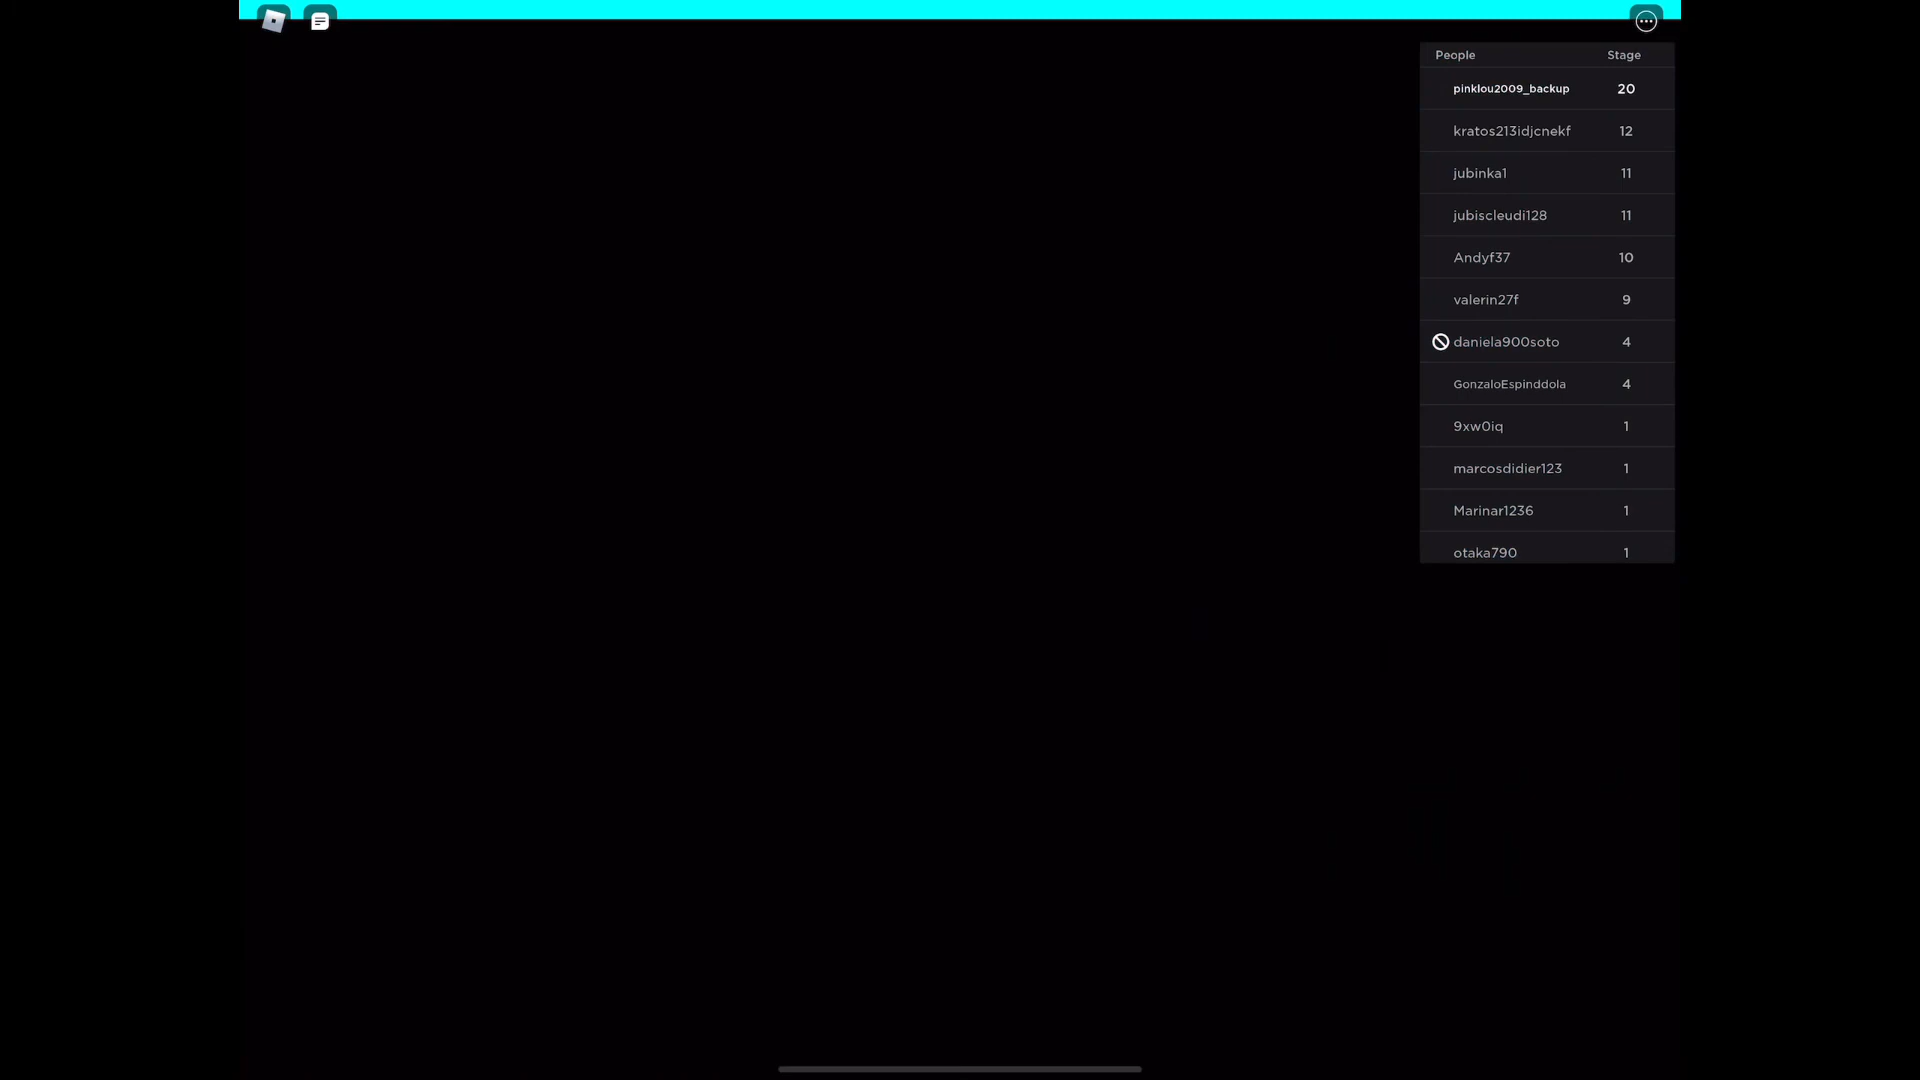 People Stage
pinklou2009_backup 20
kratos213idjcnekf 12
jubinka1 11
jubiscleudi128 11
Andyf37 10
valerin27f 9
daniela900soto 4
GonzaloEspinddola 4
9xw0iq 1
marcosdidier123 1
Marinar1236 1
otaka790 1